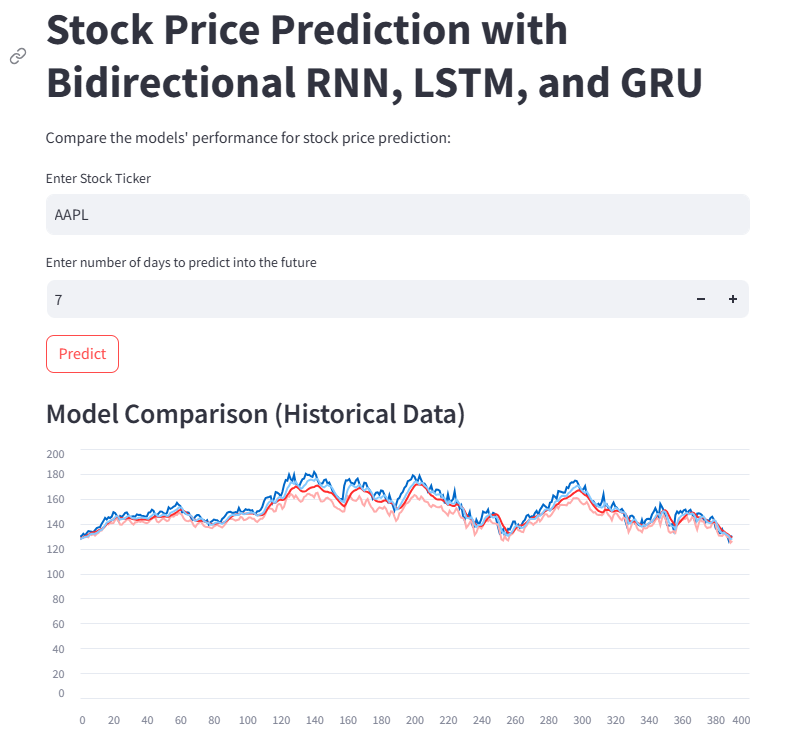 Stock Price Prediction with
Bidirectional RNN, LSTM, and GRU
Compare the models' performance for stock price prediction:
Enter Stock Ticker
AAPL
Enter number of days to predict into the future
7
Predict
Model Comparison (Historical Data)
200
180
160
140
120
100
80
60
40
20
0
0 20 40 60 80 100 120 140 160 180 200 220 240 260 280 300 320 340 360 380 400